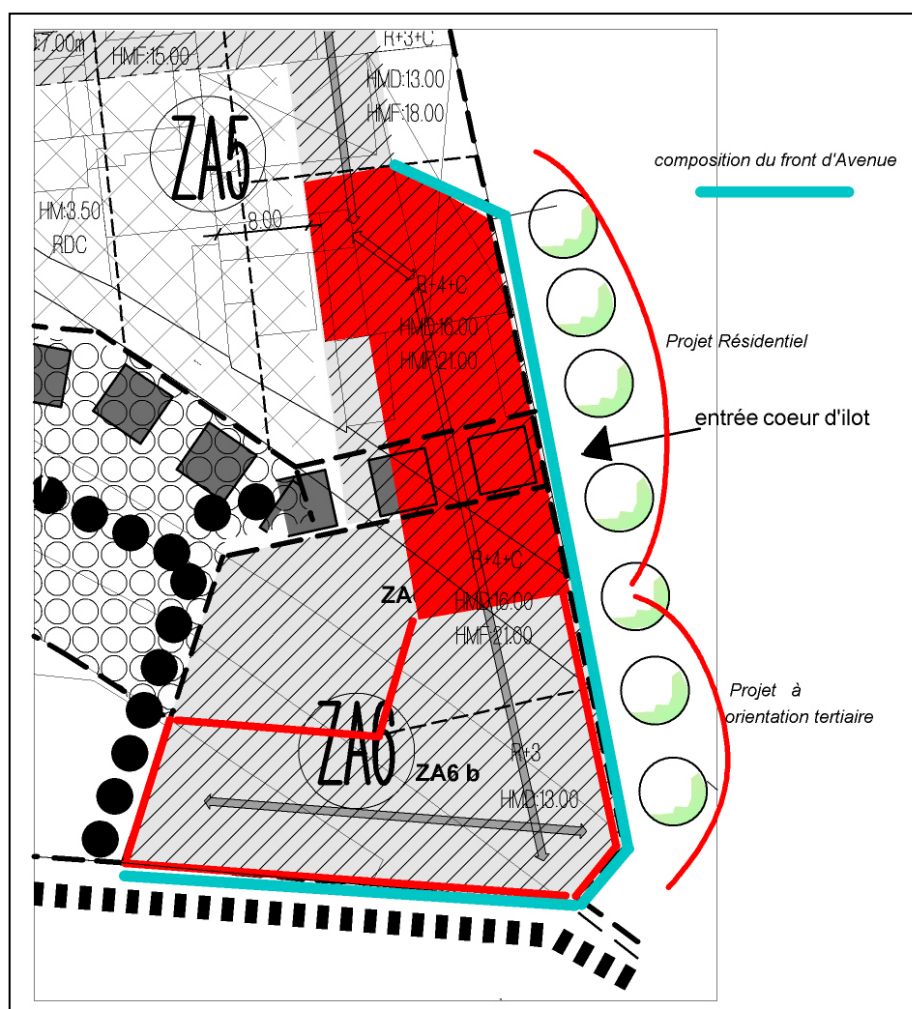 R+3+C
:7.00m
HMF:15.00
HMD:13.00
HMF:18.00
ZA5
composition du front d'Avenue
HM:3.50
RDC
8.00
R+4+C
HMD:16.00
HMF:21.00
Projet Résidentiel
entrée coeur d'ilot
R+4+C
ZA
HMD:16.00
HMF:21.00
Projet à
orientation tertiaire
ZA6
R+3
ZA6 b
HMD:13.00